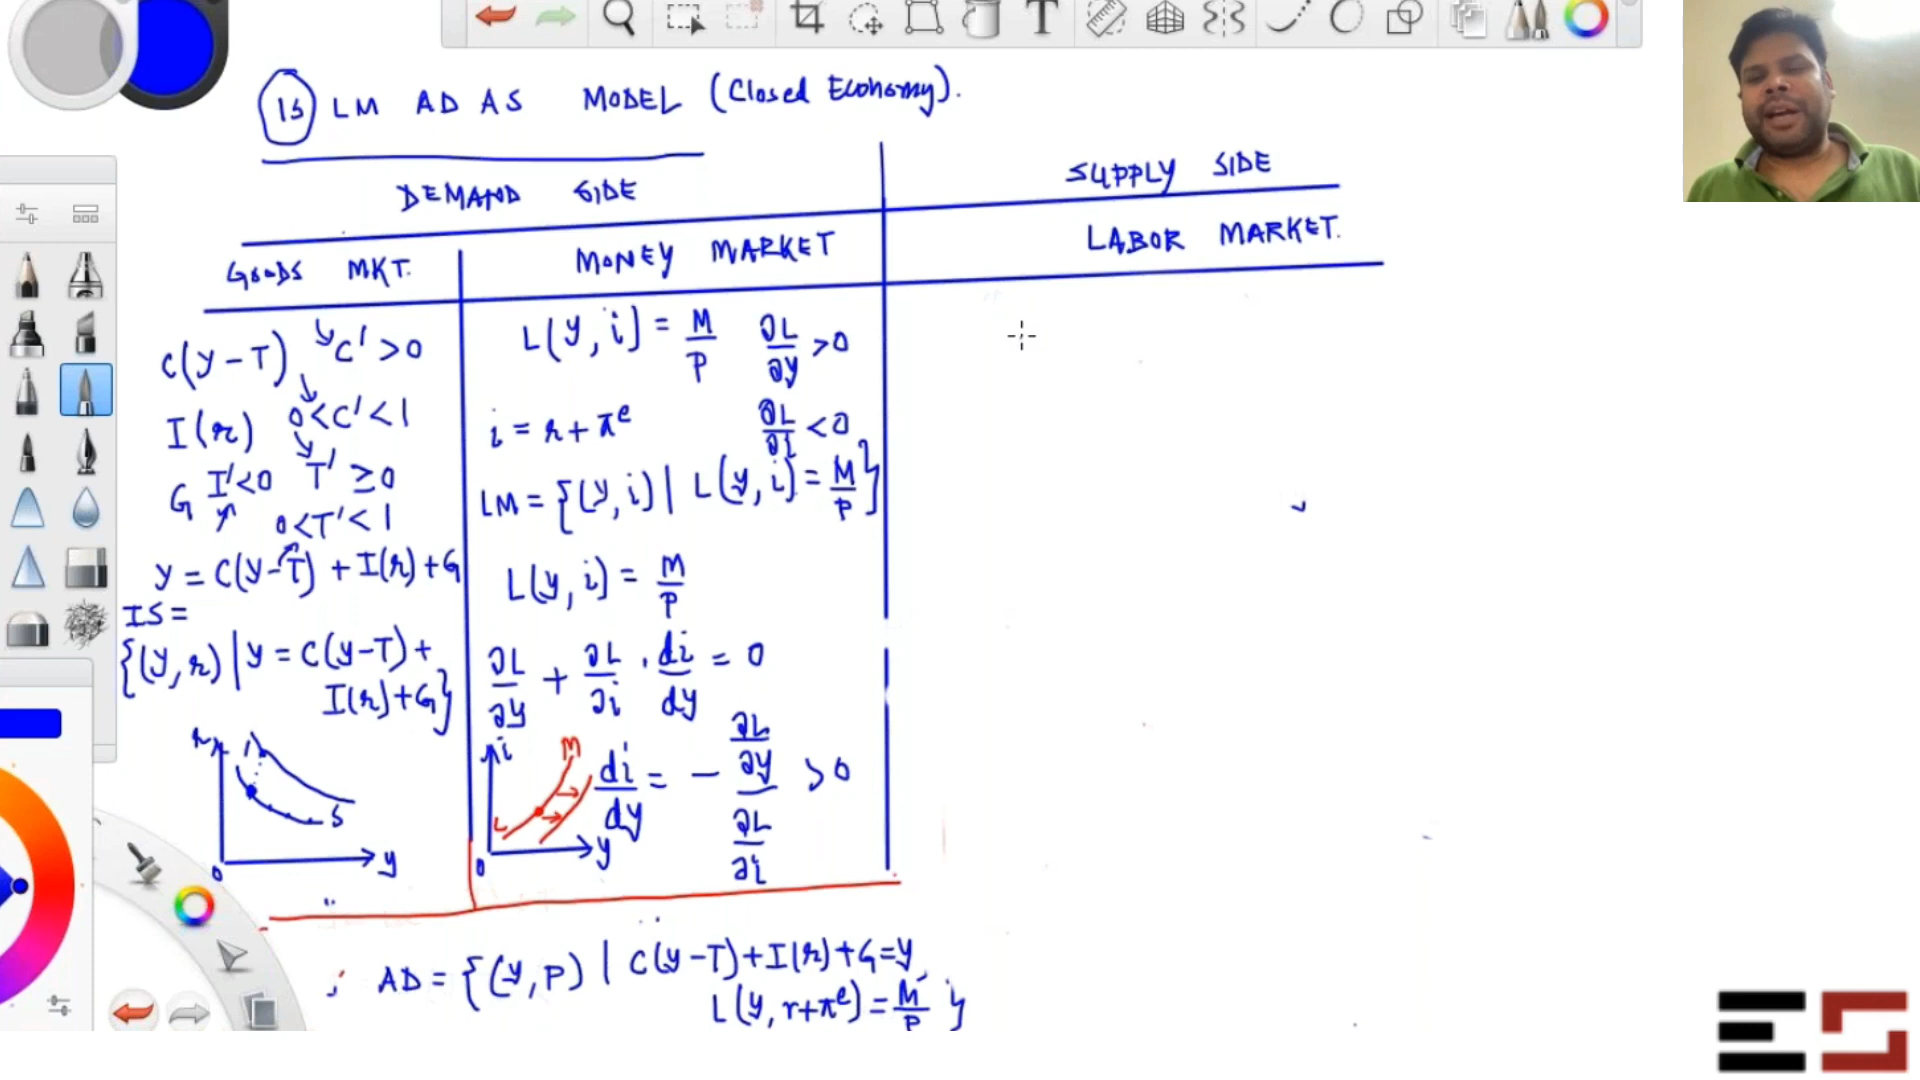 IS LM AD AS MODEL (Closed Economy).
DEMAND SIDE
SUPPLY SIDE
GOODS MKT.
MONEY MARKET
LABOR MARKET.
C(Y-T) C' > 0
I(r) 0 < C' < 1
G I' < 0 T' ≥ 0
0 < T' < 1
Y = C(Y-T) + I(r) + G
IS =
{(Y, r) | Y = C(Y-T) +
I(r) + G}
r
I
S
0
Y
L(Y, i) = M/P ∂L/∂Y > 0
i = r + π^e ∂L/∂i < 0
LM = {(Y, i) | L(Y, i) = M/P}
L(Y, i) = M/P
∂L/∂Y + ∂L/∂i . di/dY = 0
di/dY = - (∂L/∂Y)/(∂L/∂i) > 0
i
M
L
0
Y
AD = {(Y, P) | C(Y-T) + I(r) + G = Y,
L(Y, r+π^e) = M/P }
ES